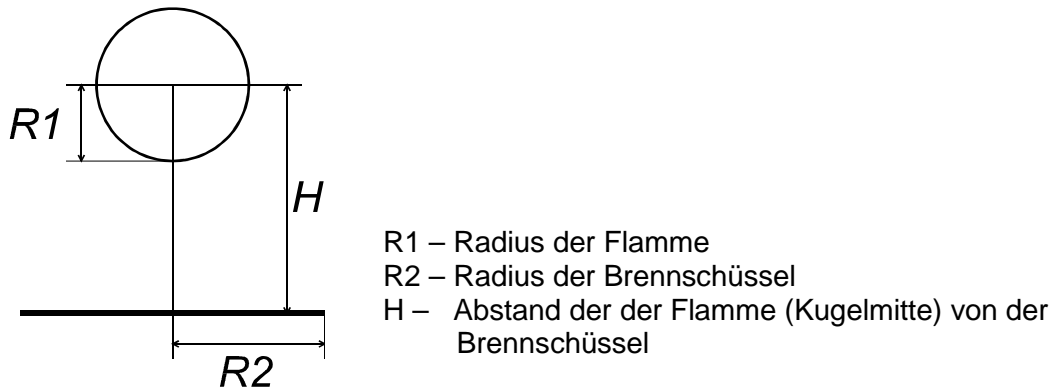 R1
H
R2
R1 – Radius der Flamme
R2 – Radius der Brennschüssel
H – Abstand der der Flamme (Kugelmitte) von der
Brennschüssel